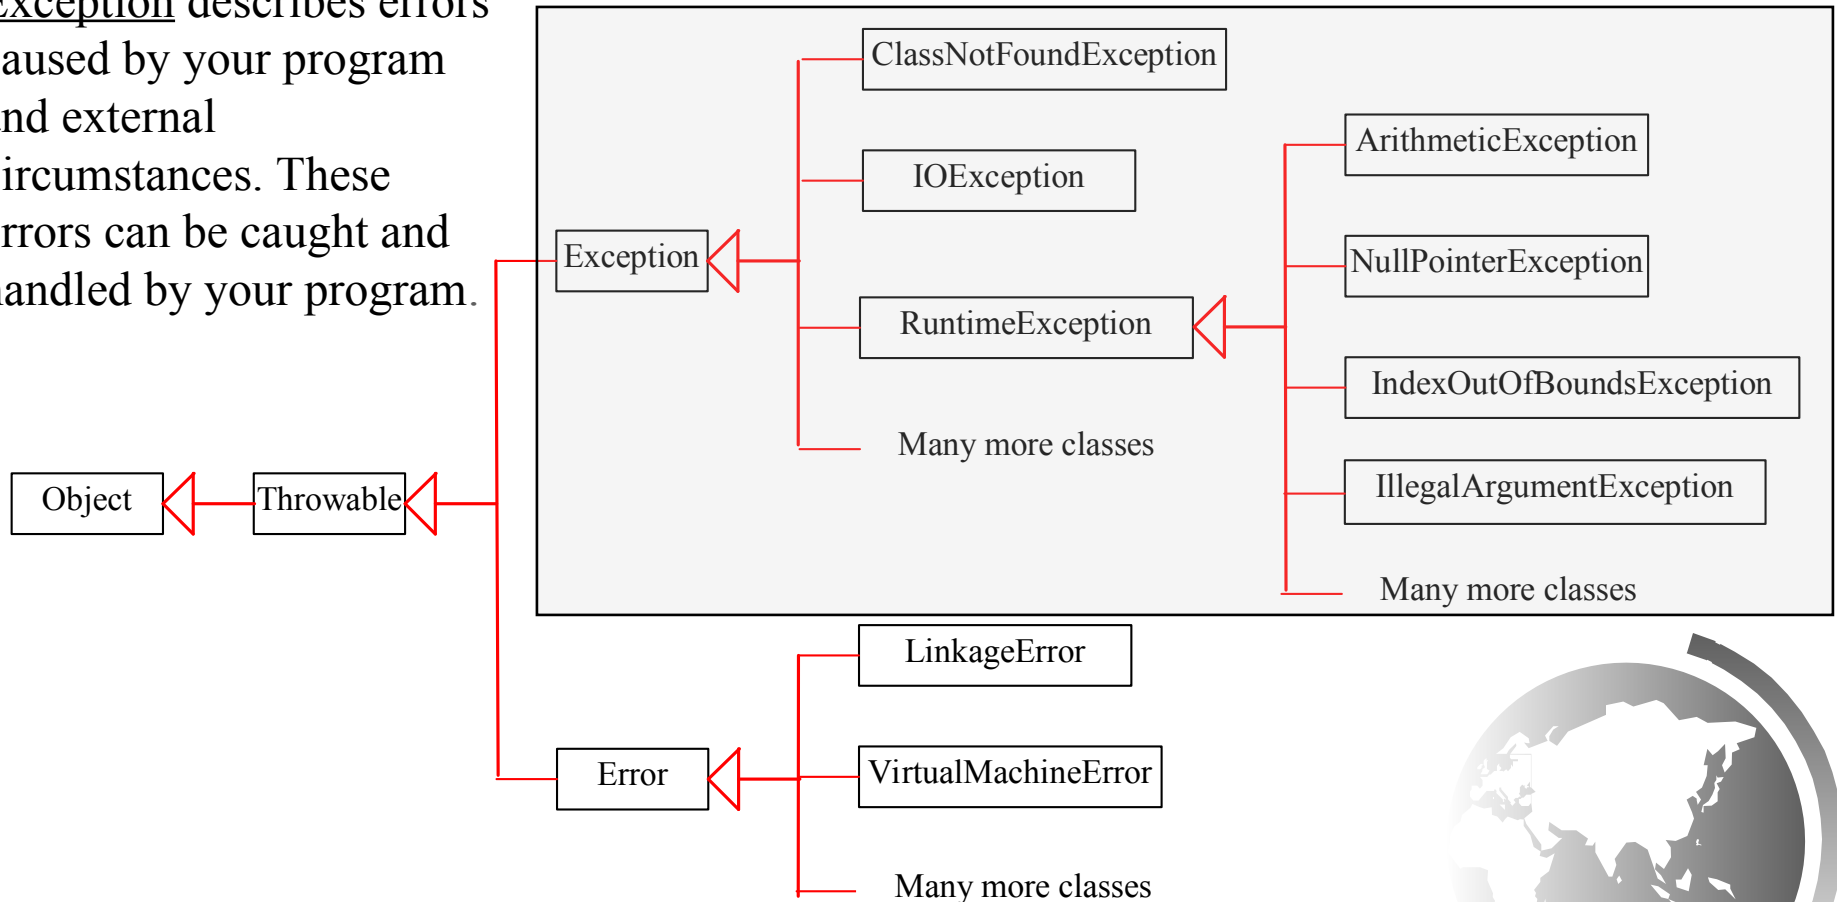 Exception describes errors
aused by your program
nd external
ircumstances. These
rrors can be caught and
handled by your program.
ClassNotFoundException
IOException
Exception
RuntimeException
Many more classes
ArithmeticException
NullPointerException
IndexOutOfBoundsException
IllegalArgumentException
Many more classes
Object
Throwable
LinkageError
Error
VirtualMachineError
Many more classes